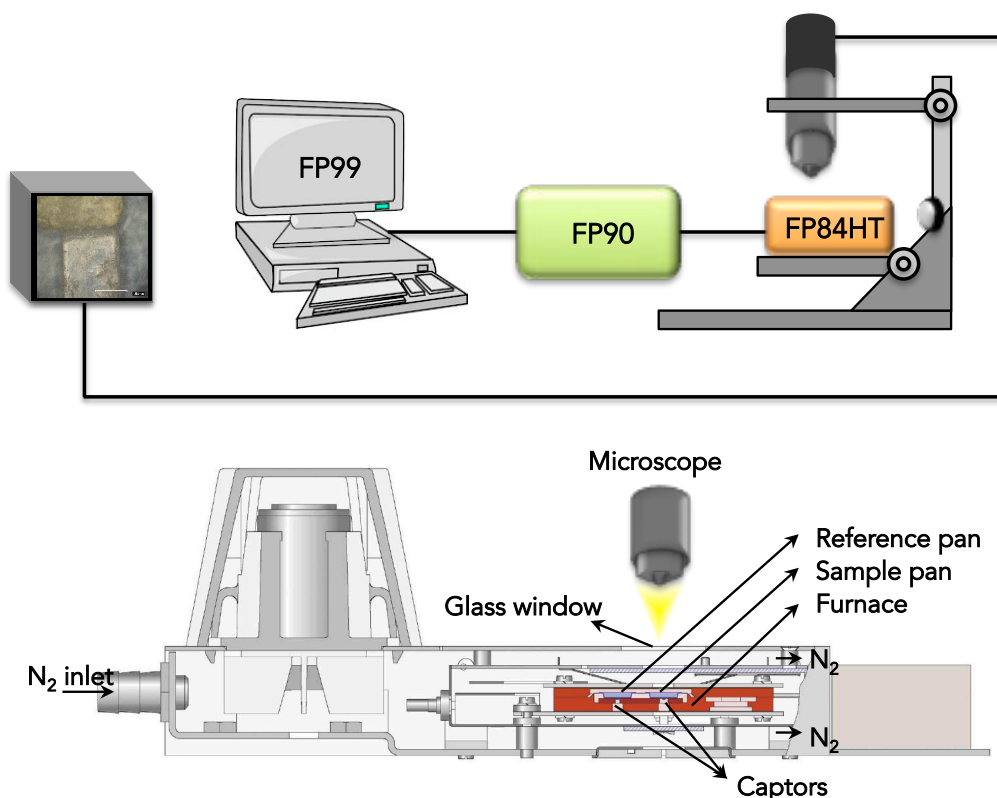 FP99
FP90
FP84HT
Microscope
Reference pan
Sample pan
Furnace
Glass window
N₂ inlet
N₂
N₂
Captors